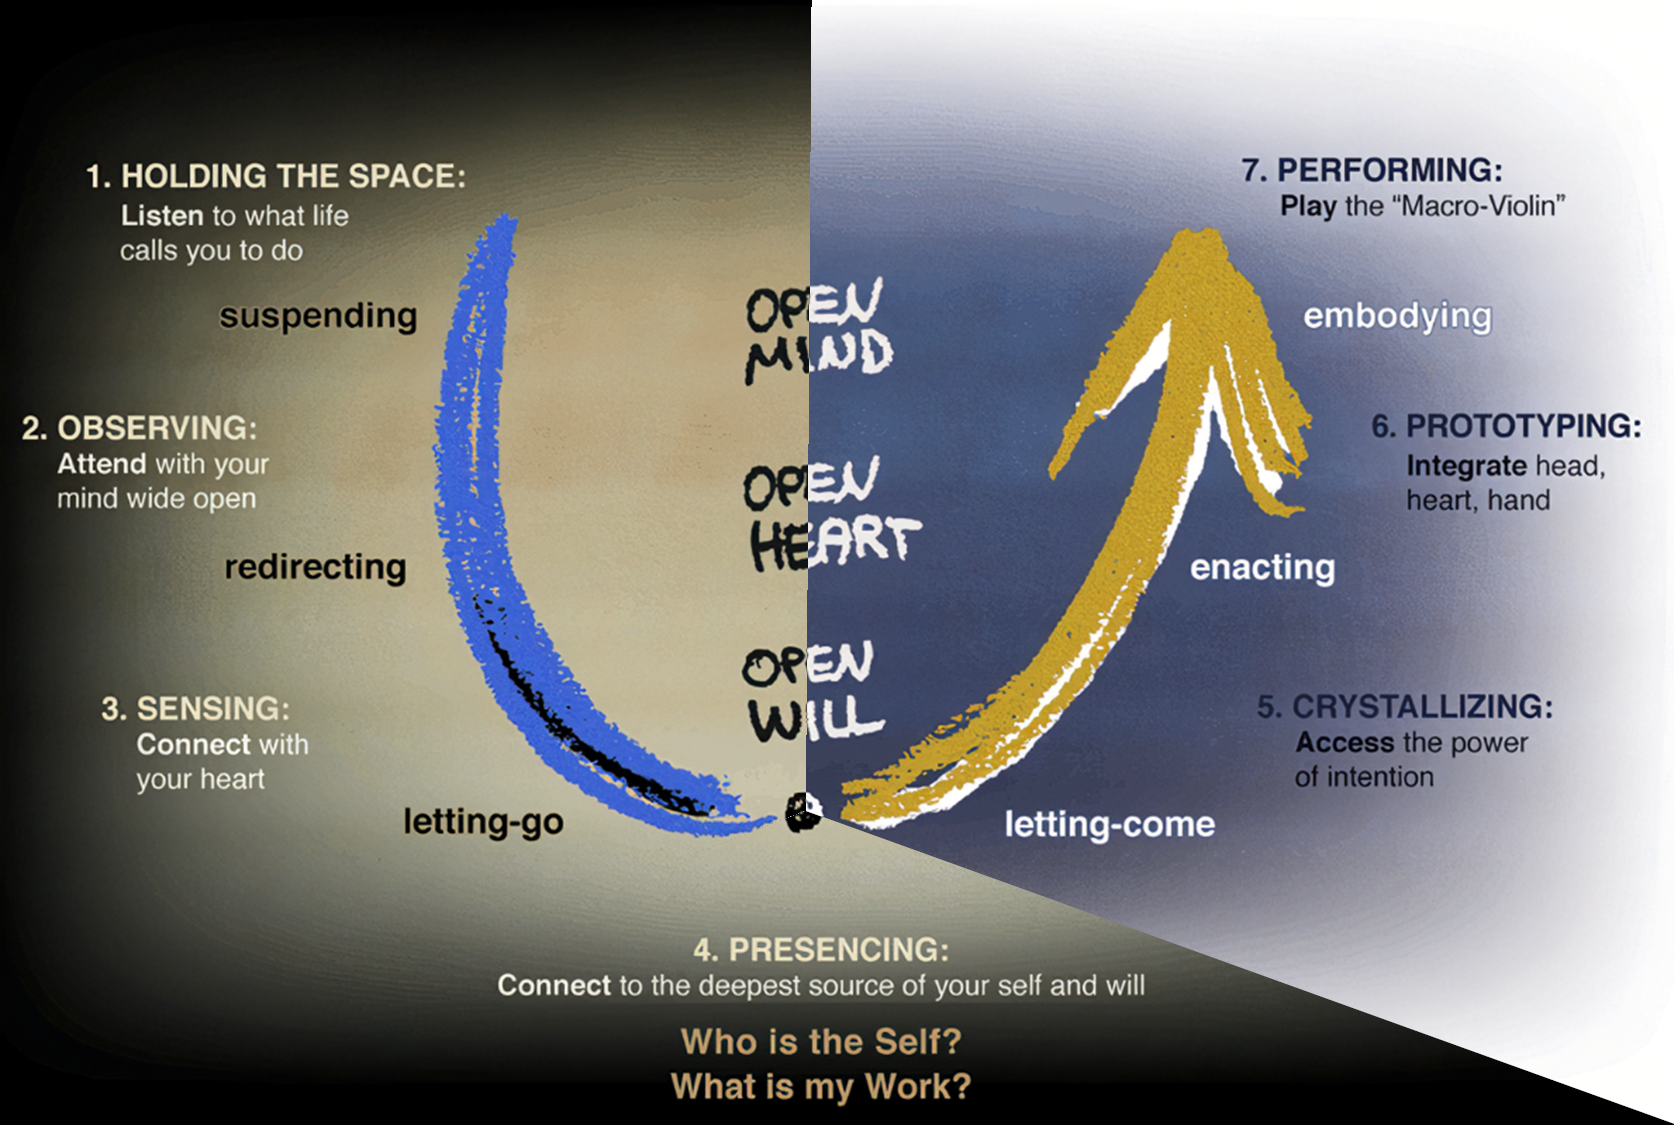 1. HOLDING THE SPACE:
Listen to what life
calls you to do
suspending
2. OBSERVING:
Attend with your
mind wide open
redirecting
3. SENSING:
Connect with
your heart
letting-go
OPEN
MIND
OPEN
HEART
OPEN
WILL
4. PRESENCING:
Connect to the deepest source of your self and will
Who is the Self?
What is my Work?
letting-come
5. CRYSTALLIZING:
Access the power
of intention
enacting
6. PROTOTYPING:
Integrate head,
heart, hand
embodying
7. PERFORMING:
Play the “Macro-Violin”